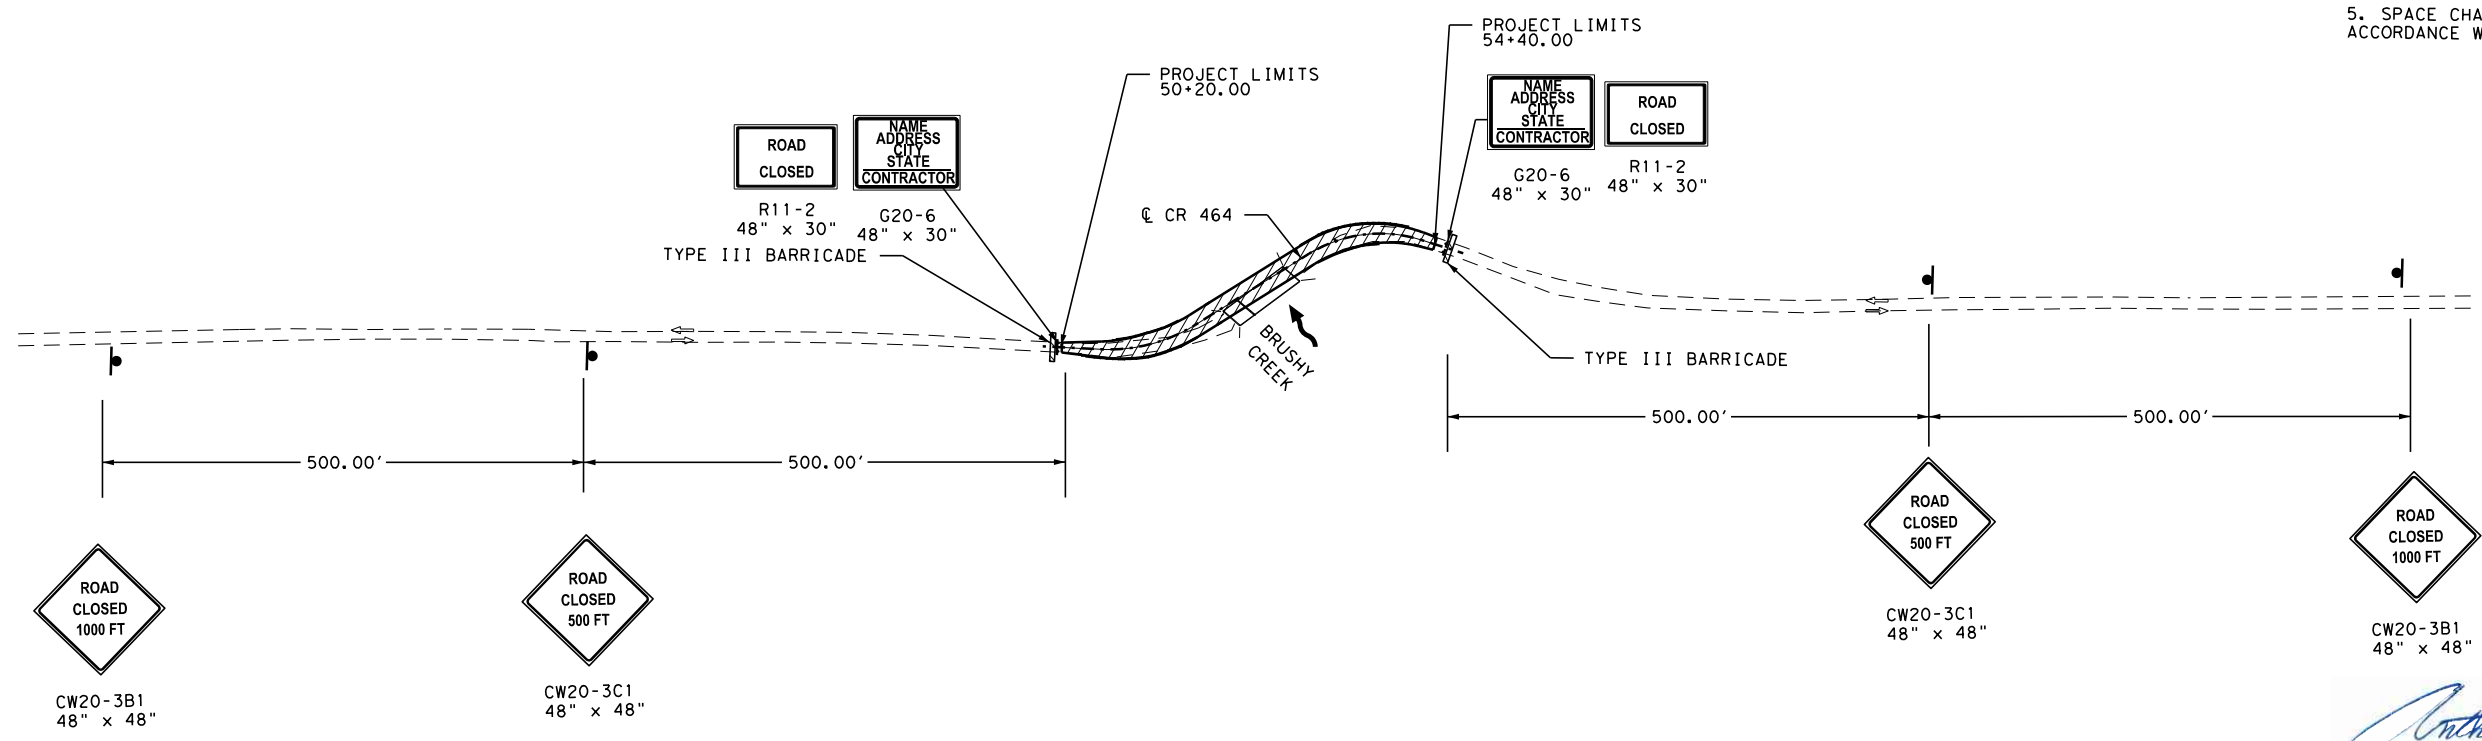 5. SPACE CHA
ACCORDANCE W
PROJECT LIMITS
54+40.00
PROJECT LIMITS
50+20.00
ROAD
CLOSED
R11-2
48" x 30"
NAME
ADDRESS
CITY
STATE
CONTRACTOR
G20-6
48" x 30"
TYPE III BARRICADE
℄ CR 464
NAME
ADDRESS
CITY
STATE
CONTRACTOR
G20-6
48" x 30"
ROAD
CLOSED
R11-2
48" x 30"
BRUSHY
CREEK
TYPE III BARRICADE
500.00'
500.00'
500.00'
500.00'
ROAD
CLOSED
1000 FT
CW20-3B1
48" x 48"
ROAD
CLOSED
500 FT
CW20-3C1
48" x 48"
ROAD
CLOSED
500 FT
CW20-3C1
48" x 48"
ROAD
CLOSED
1000 FT
CW20-3B1
48" x 48"